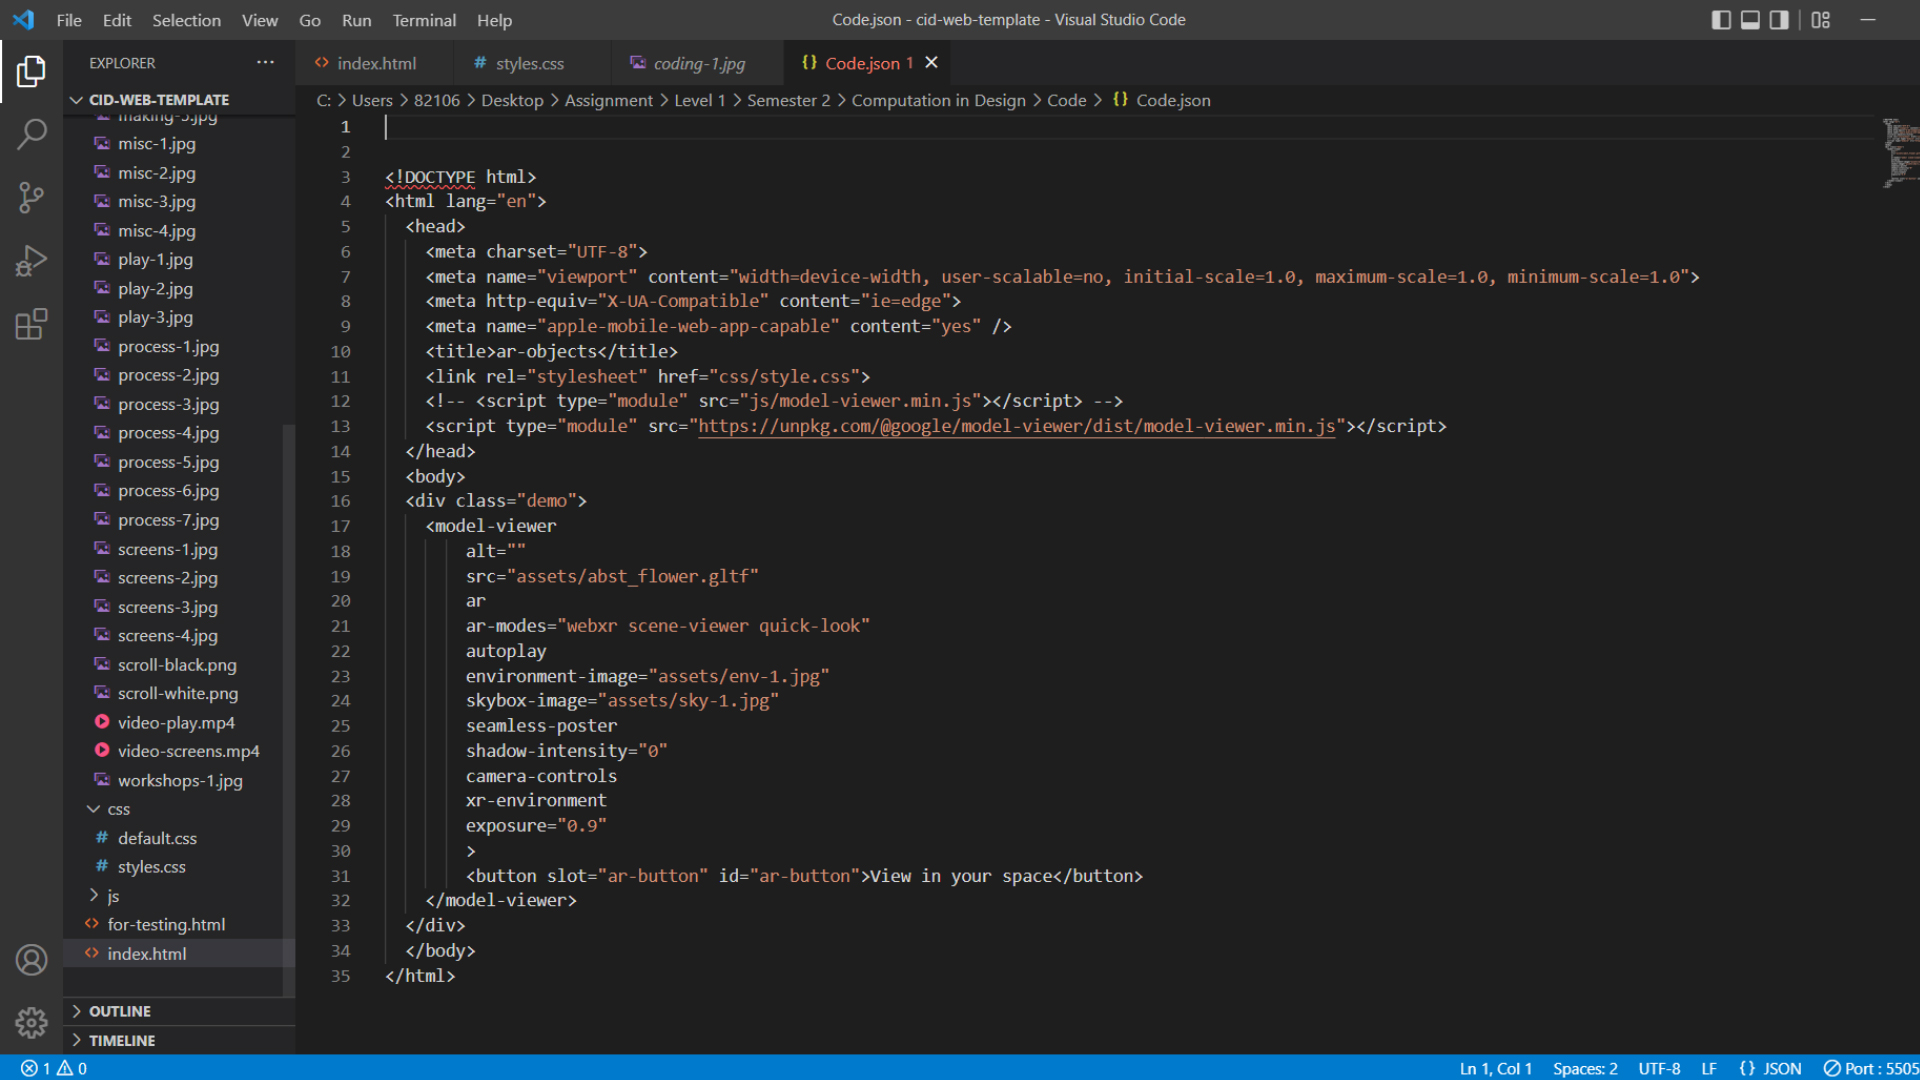 File Edit Selection View Go Run Terminal Help
Code.json - cid-web-template - Visual Studio Code
EXPLORER ...
index.html
styles.css
coding-1.jpg
{} Code.json 1
C: > Users > 82106 > Desktop > Assignment > Level 1 > Semester 2 > Computation in Design > Code > {} Code.json
CID-WEB-TEMPLATE
making-5.jpg
misc-1.jpg
misc-2.jpg
misc-3.jpg
misc-4.jpg
play-1.jpg
play-2.jpg
play-3.jpg
process-1.jpg
process-2.jpg
process-3.jpg
process-4.jpg
process-5.jpg
process-6.jpg
process-7.jpg
screens-1.jpg
screens-2.jpg
screens-3.jpg
screens-4.jpg
scroll-black.png
scroll-white.png
video-play.mp4
video-screens.mp4
workshops-1.jpg
css
# default.css
# styles.css
js
for-testing.html
index.html
OUTLINE
TIMELINE
1
2
3 <!DOCTYPE html>
4 <html lang="en">
5 <head>
6 <meta charset="UTF-8">
7 <meta name="viewport" content="width=device-width, user-scalable=no, initial-scale=1.0, maximum-scale=1.0, minimum-scale=1.0">
8 <meta http-equiv="X-UA-Compatible" content="ie=edge">
9 <meta name="apple-mobile-web-app-capable" content="yes" />
10 <title>ar-objects</title>
11 <link rel="stylesheet" href="css/style.css">
12 <!-- <script type="module" src="js/model-viewer.min.js"></script> -->
13 <script type="module" src="https://unpkg.com/@google/model-viewer/dist/model-viewer.min.js"></script>
14 </head>
15 <body>
16 <div class="demo">
17 <model-viewer
18 alt=""
19 src="assets/abst_flower.gltf"
20 ar
21 ar-modes="webxr scene-viewer quick-look"
22 autoplay
23 environment-image="assets/env-1.jpg"
24 skybox-image="assets/sky-1.jpg"
25 seamless-poster
26 shadow-intensity="0"
27 camera-controls
28 xr-environment
29 exposure="0.9"
30 >
31 <button slot="ar-button" id="ar-button">View in your space</button>
32 </model-viewer>
33 </div>
34 </body>
35 </html>
1 0
Ln 1, Col 1 Spaces: 2 UTF-8 LF {} JSON Port : 5505